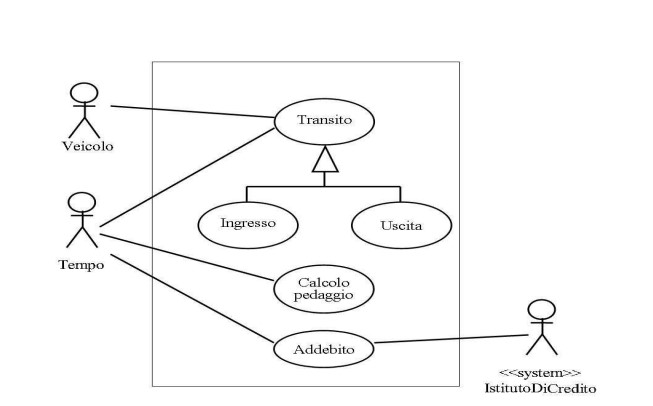 Transito
Veicolo
Ingresso
Uscita
Tempo
Calcolo
pedaggio
Addebito
<<system>>
IstitutoDiCredito